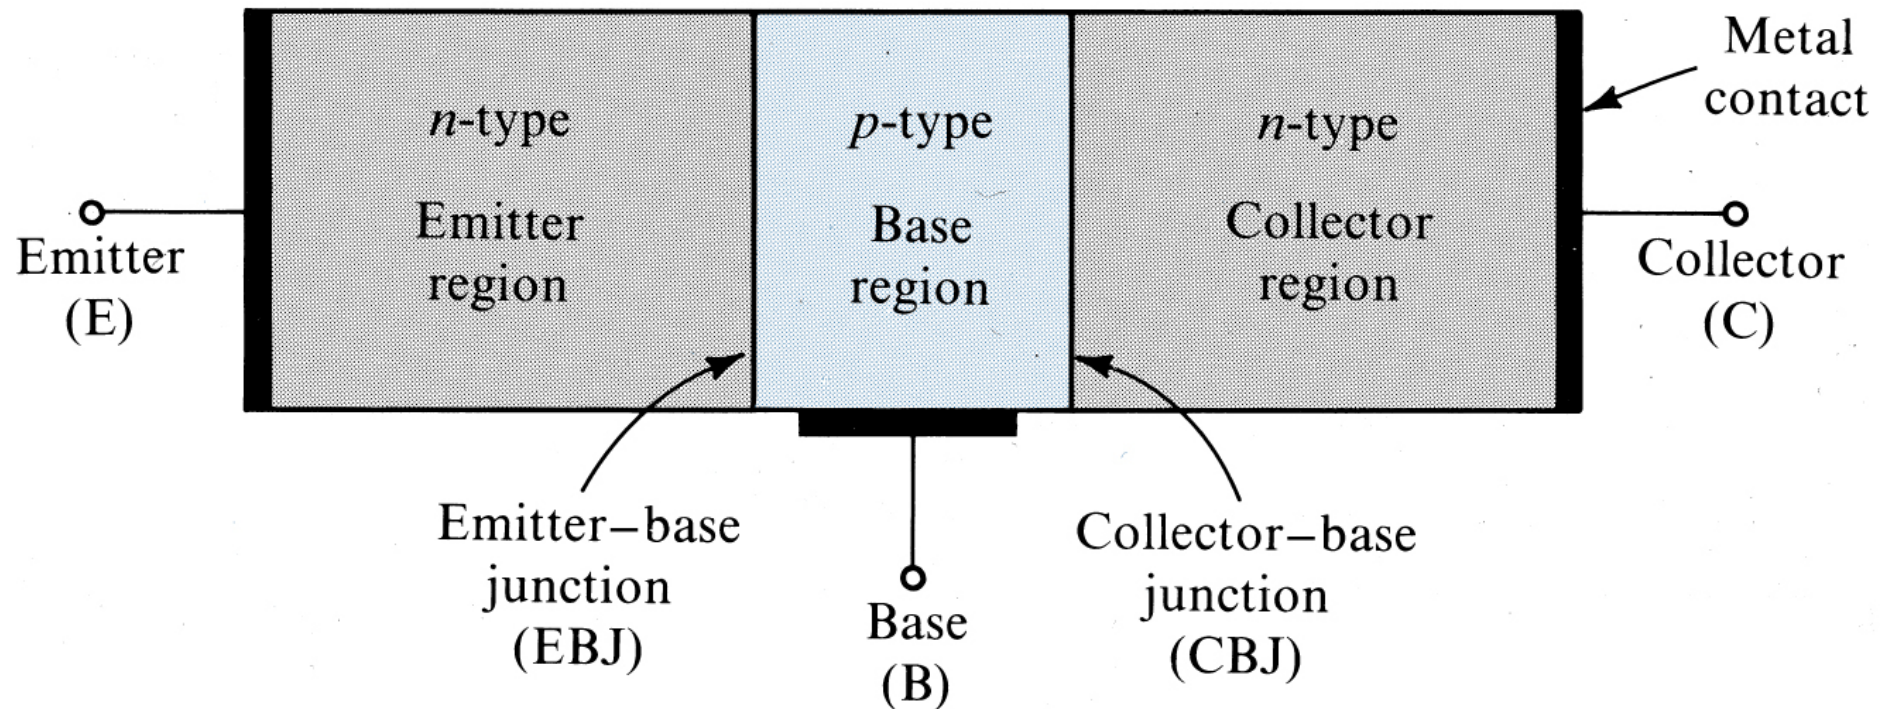 Metal
contact
n-type
Emitter
region
p-type
Base
region
n-type
Collector
region
Emitter
(E)
Collector
(C)
Emitter–base
junction
(EBJ)
Base
(B)
Collector–base
junction
(CBJ)